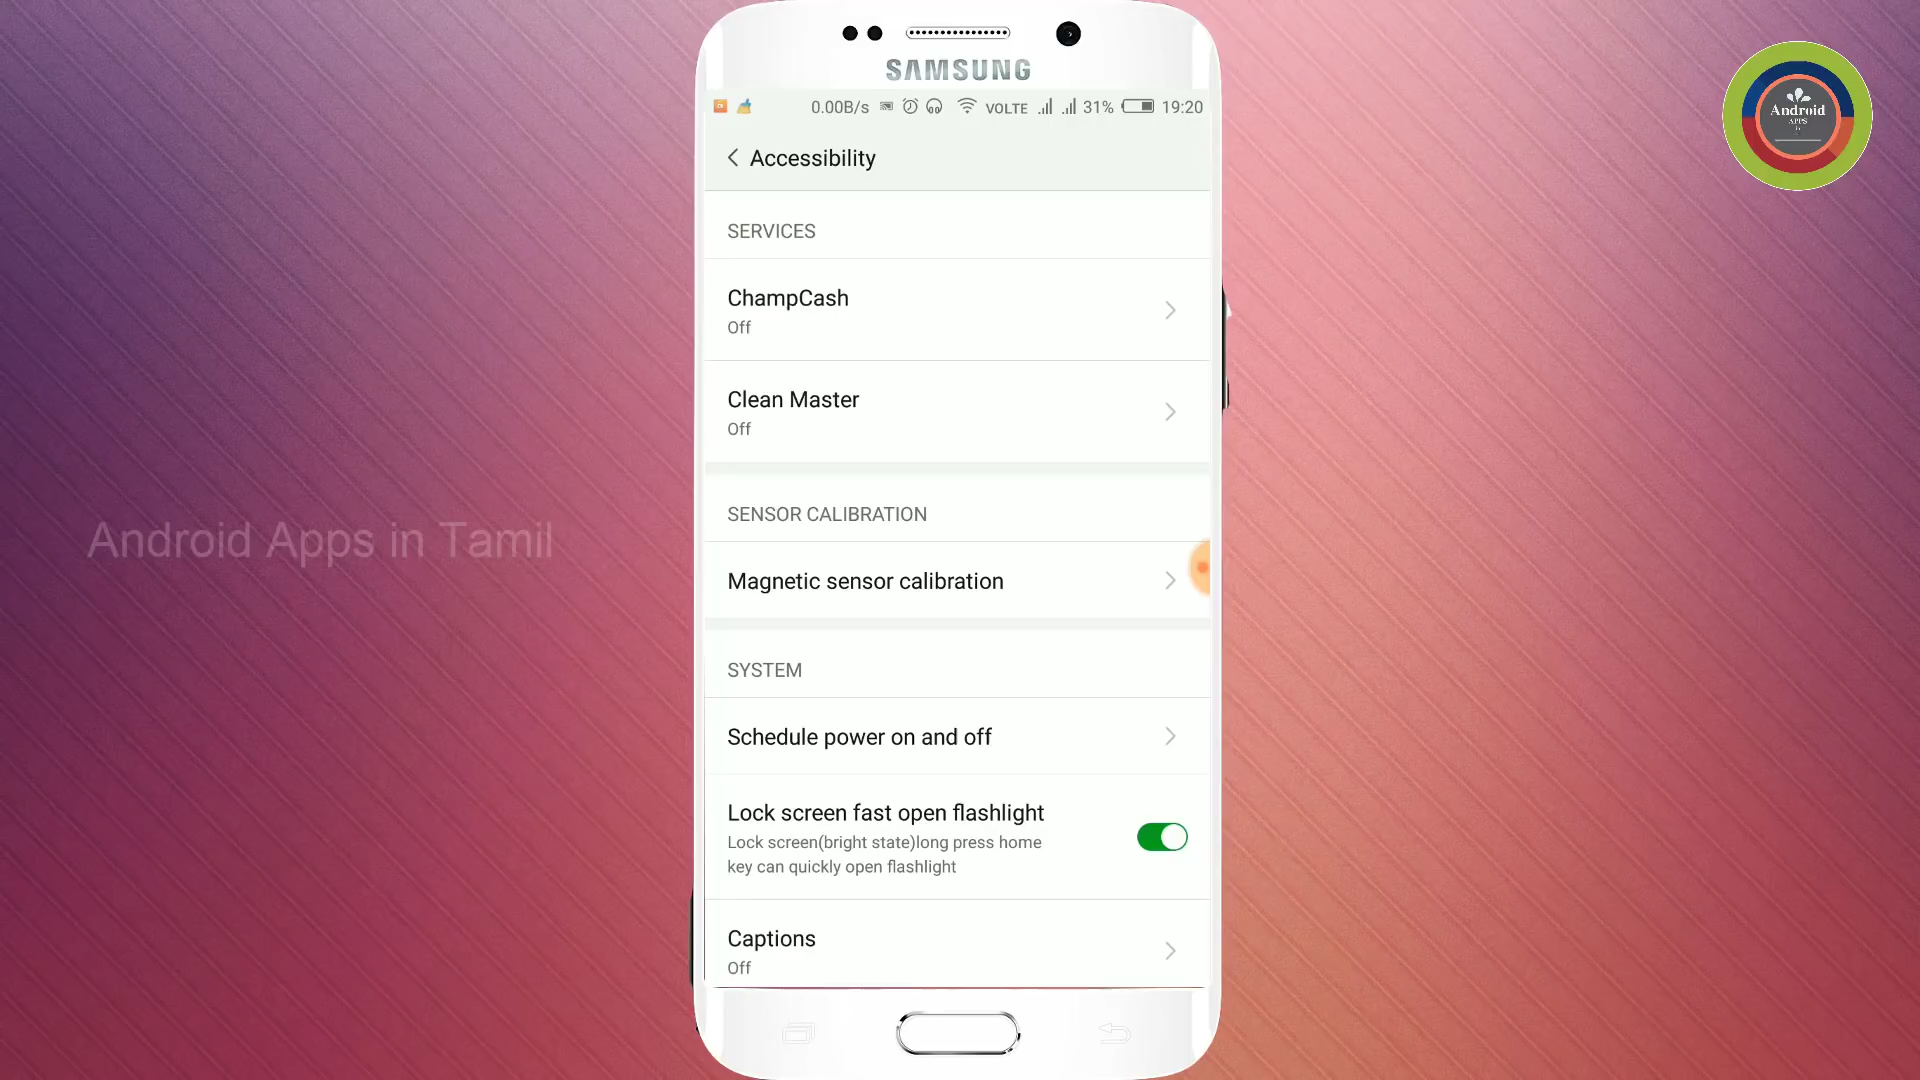 SAMSUNG
0.00B/s VOLTE 31% 19:20
Accessibility
SERVICES
ChampCash
Off
Clean Master
Off
SENSOR CALIBRATION
Magnetic sensor calibration
SYSTEM
Schedule power on and off
Lock screen fast open flashlight
Lock screen(bright state)long press home
key can quickly open flashlight
Captions
Off
Android Apps in Tamil
Android
APPS